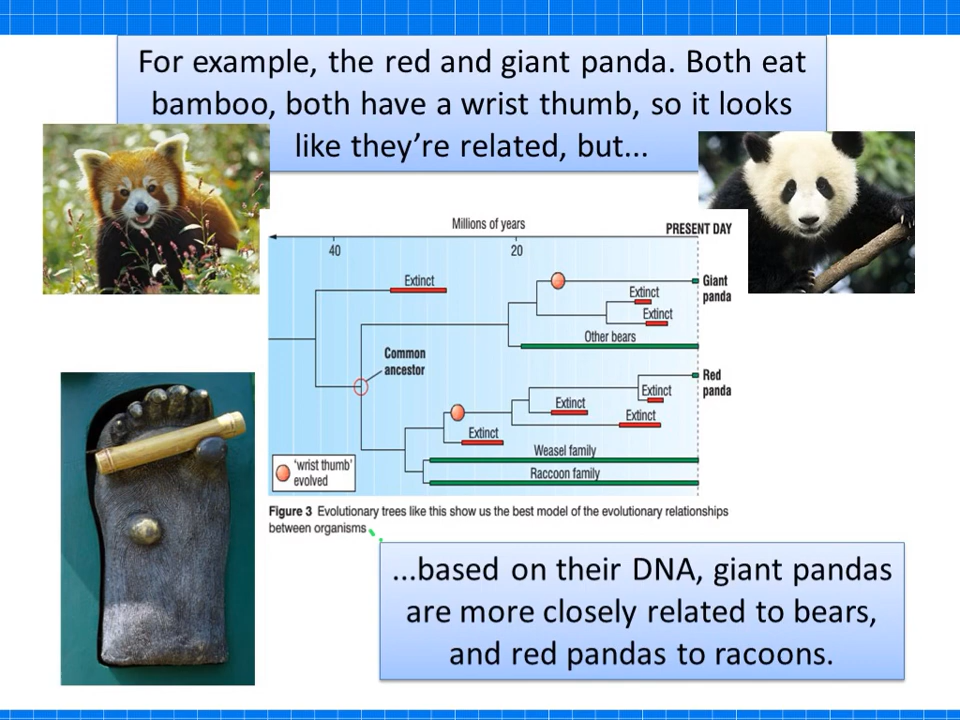 For example, the red and giant panda. Both eat
bamboo, both have a wrist thumb, so it looks
like they're related, but...
Millions of years
PRESENT DAY
40
20
Extinct
Giant
panda
Extinct
Extinct
Other bears
Common
ancestor
Red
panda
Extinct
Extinct
Extinct
Extinct
Weasel family
Raccoon family
'wrist thumb'
evolved
Figure 3 Evolutionary trees like this show us the best model of the evolutionary relationships
between organisms
...based on their DNA, giant pandas
are more closely related to bears,
and red pandas to racoons.